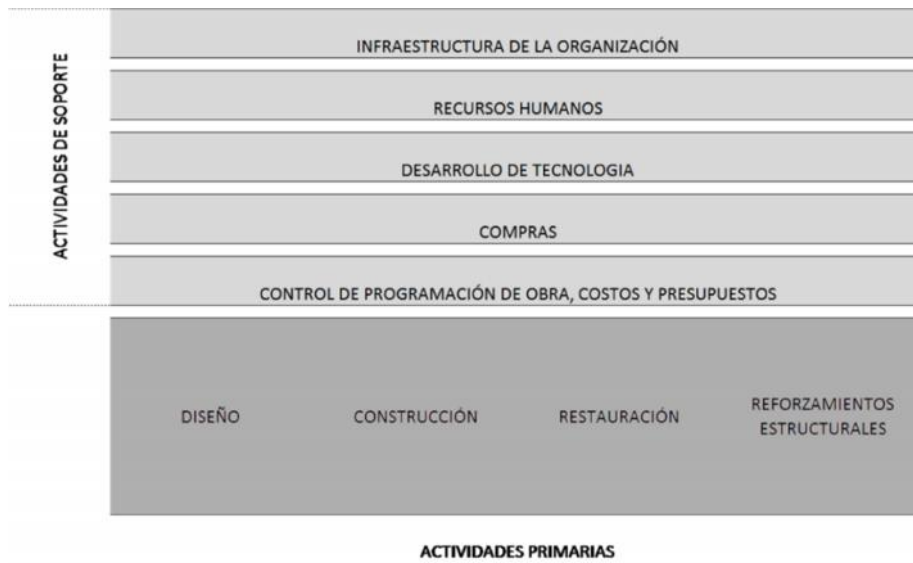 ACTIVIDADES DE SOPORTE
INFRAESTRUCTURA DE LA ORGANIZACIÓN
RECURSOS HUMANOS
DESARROLLO DE TECNOLOGIA
COMPRAS
CONTROL DE PROGRAMACIÓN DE OBRA, COSTOS Y PRESUPUESTOS
DISEÑO
CONSTRUCCIÓN
RESTAURACIÓN
REFORZAMIENTOS
ESTRUCTURALES
ACTIVIDADES PRIMARIAS